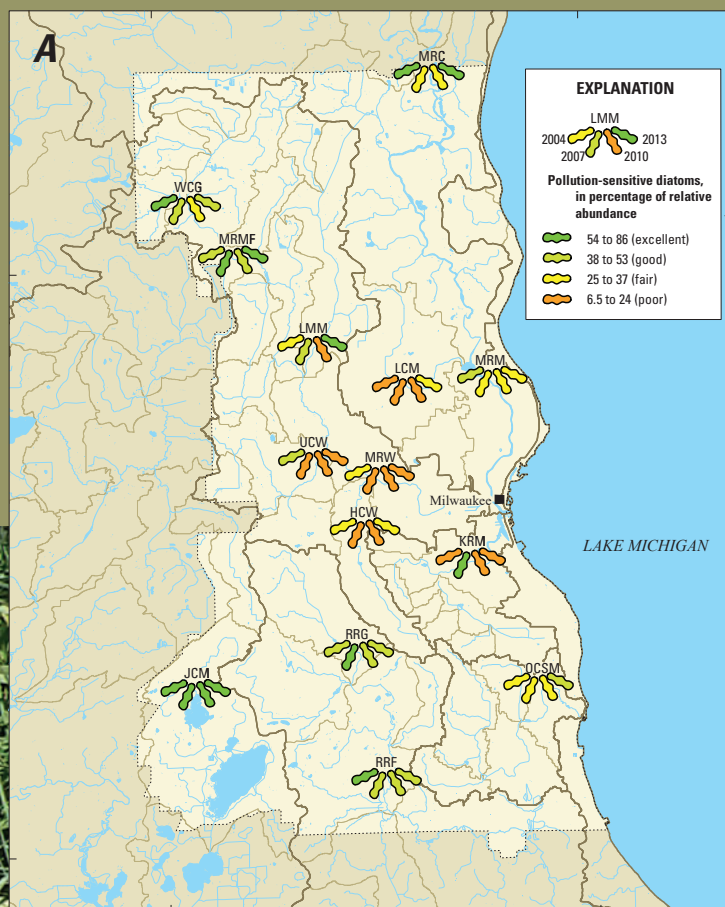 A
MRC
WCG
MRMF
LMM
LCM
MRM
UCW
MRW
Milwaukee
HCW
KRM
LAKE MICHIGAN
RRG
JCM
OCSM
RRF
EXPLANATION
LMM
2004
2013
2007
2010
Pollution-sensitive diatoms,
in percentage of relative
abundance
54 to 86 (excellent)
38 to 53 (good)
25 to 37 (fair)
6.5 to 24 (poor)